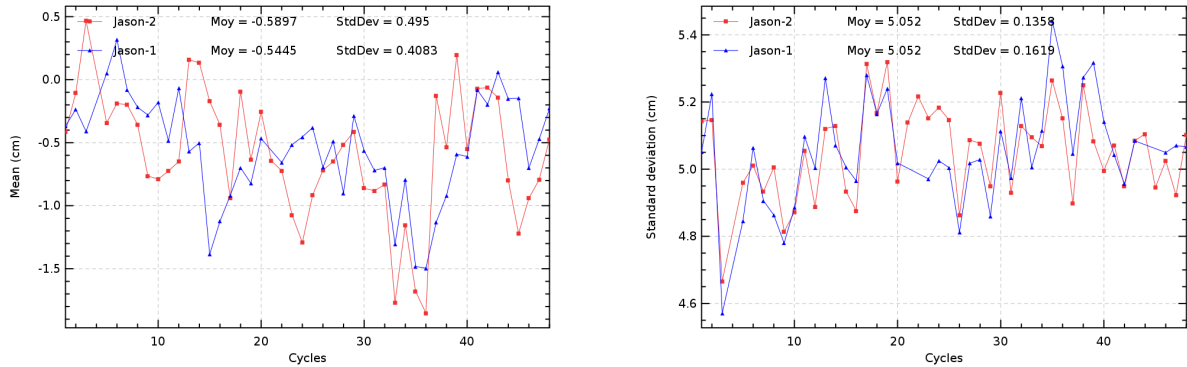 0.5
0.0
-0.5
-1.0
-1.5
Mean (cm)
Jason-2 Moy = -0.5897 StdDev = 0.495
Jason-1 Moy = -0.5445 StdDev = 0.4083
10 20 30 40
Cycles
5.4
5.2
5.0
4.8
4.6
Standard deviation (cm)
Jason-2 Moy = 5.052 StdDev = 0.1358
Jason-1 Moy = 5.052 StdDev = 0.1619
10 20 30 40
Cycles